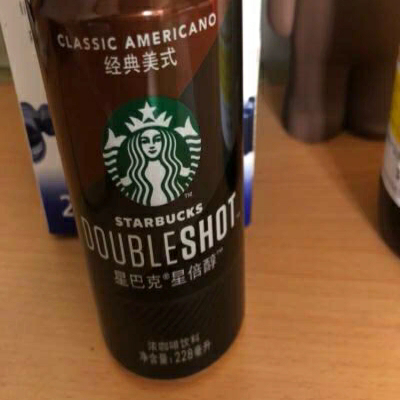 CLASSIC AMERICANO
经典美式
STARBUCKS
DOUBLESHOT
星巴克®星倍醇™
浓咖啡饮料
净含量:228毫升